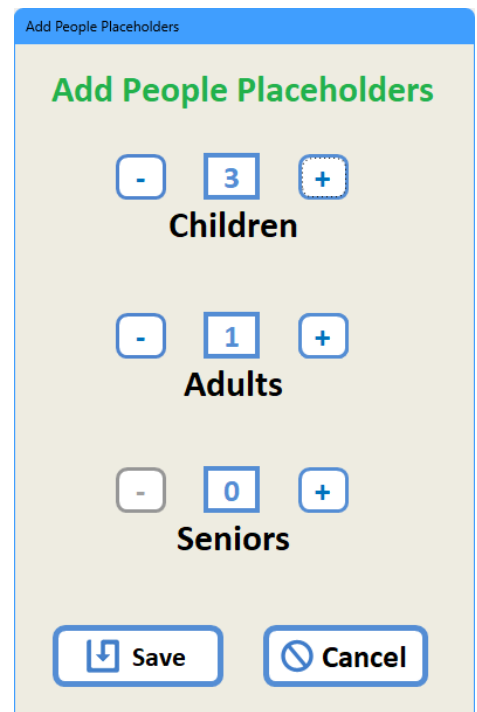 Add People Placeholders
Add People Placeholders
- 3 +
Children
- 1 +
Adults
- 0 +
Seniors
Save Cancel